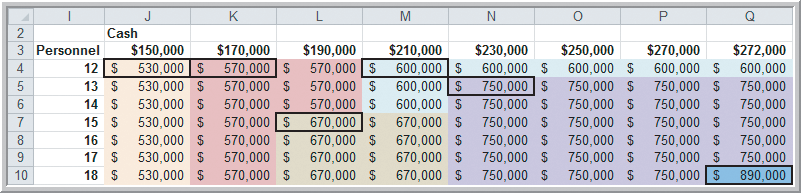 I J K L M N O P Q
2 Cash
3 Personnel $150,000 $170,000 $190,000 $210,000 $230,000 $250,000 $270,000 $272,000
4 12 $ 530,000 $ 570,000 $ 570,000 $ 600,000 $ 600,000 $ 600,000 $ 600,000 $ 600,000
5 13 $ 530,000 $ 570,000 $ 570,000 $ 600,000 $ 750,000 $ 750,000 $ 750,000 $ 750,000
6 14 $ 530,000 $ 570,000 $ 570,000 $ 600,000 $ 750,000 $ 750,000 $ 750,000 $ 750,000
7 15 $ 530,000 $ 570,000 $ 670,000 $ 670,000 $ 750,000 $ 750,000 $ 750,000 $ 750,000
8 16 $ 530,000 $ 570,000 $ 670,000 $ 670,000 $ 750,000 $ 750,000 $ 750,000 $ 750,000
9 17 $ 530,000 $ 570,000 $ 670,000 $ 670,000 $ 750,000 $ 750,000 $ 750,000 $ 750,000
10 18 $ 530,000 $ 570,000 $ 670,000 $ 670,000 $ 750,000 $ 750,000 $ 750,000 $ 890,000